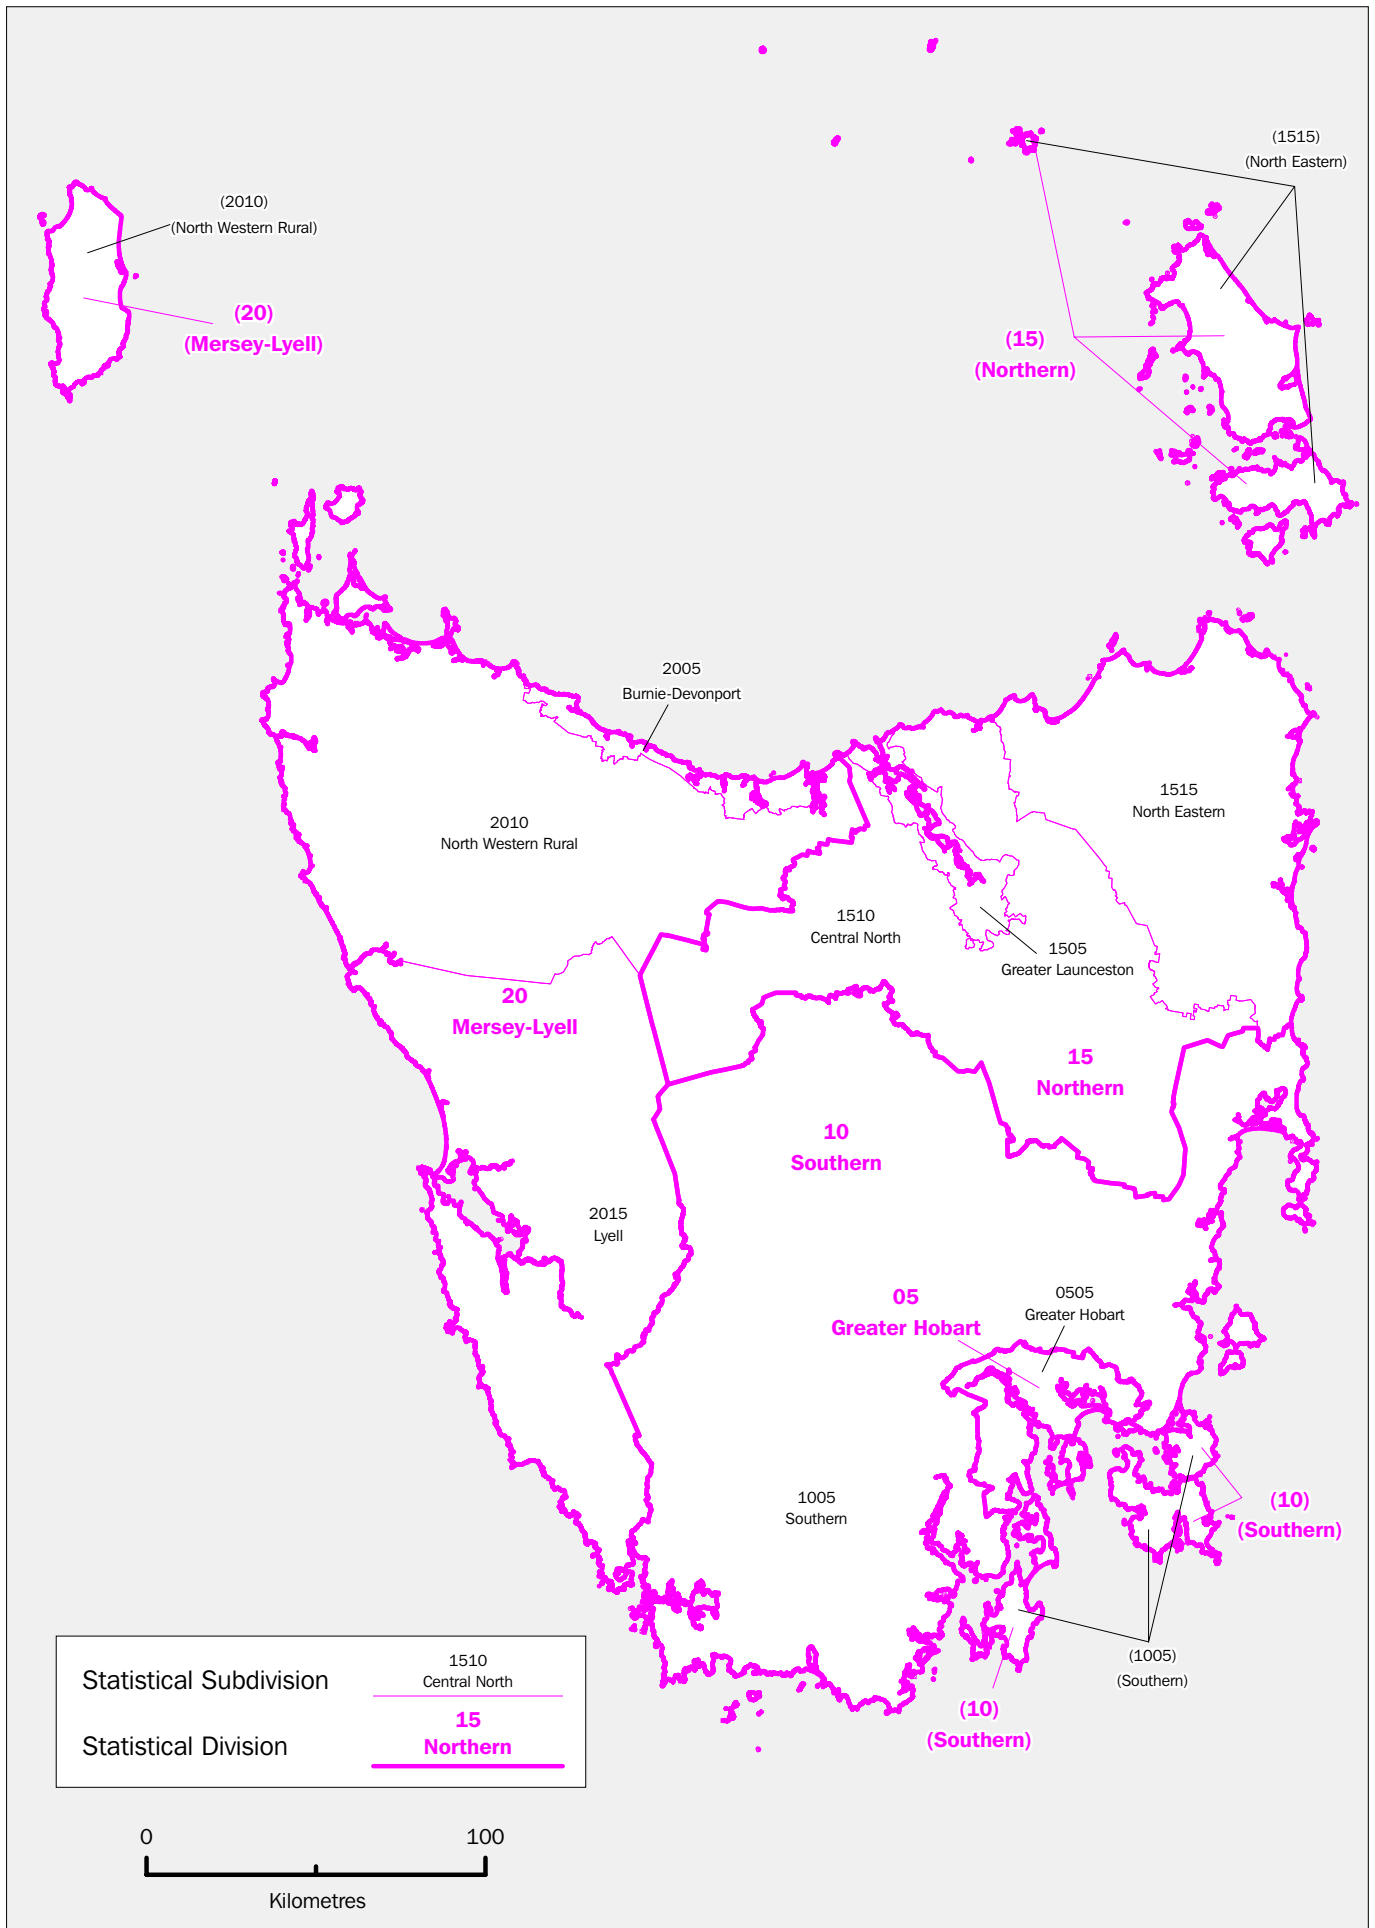 (1515)
(North Eastern)
(2010)
(North Western Rural)
(20)
(Mersey-Lyell)
(15)
(Northern)
2005
Burnie-Devonport
1515
North Eastern
2010
North Western Rural
1510
Central North
1505
Greater Launceston
20
Mersey-Lyell
15
Northern
10
Southern
2015
Lyell
05
Greater Hobart
0505
Greater Hobart
1005
Southern
(10)
(Southern)
(1005)
(Southern)
(10)
(Southern)
Statistical Subdivision
1510
Central North
Statistical Division
15
Northern
0
100
Kilometres